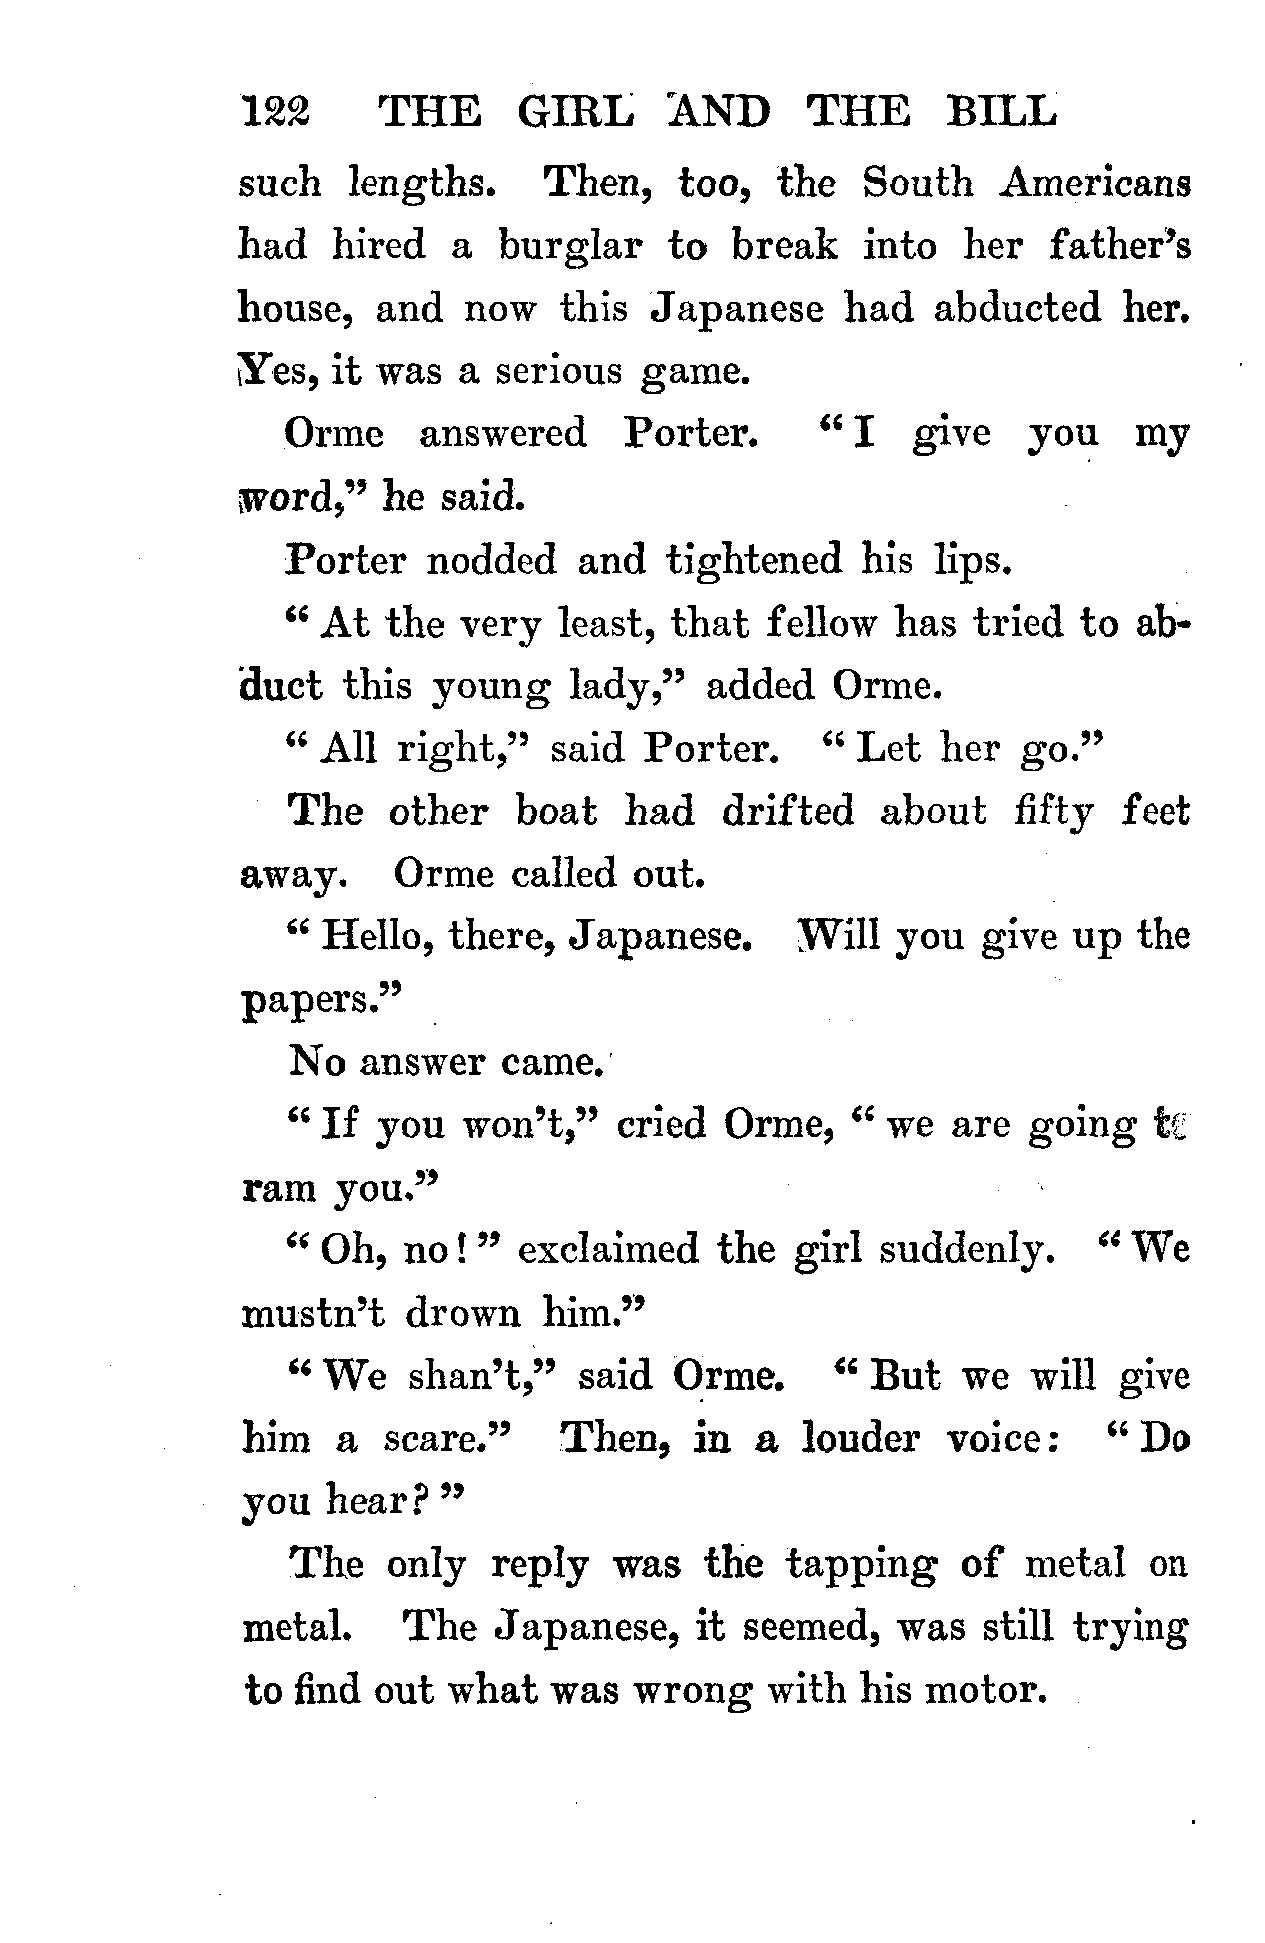 122 THE GIRL AND THE BILL
such lengths. Then, too, the South Americans
had hired a burglar to break into her father's
house, and now this Japanese had abducted her.
Yes, it was a serious game.
Orme answered Porter. " I give you my
word," he said.
Porter nodded and tightened his lips.
" At the very least, that fellow has tried to ab-
duct this young lady," added Orme.
" All right," said Porter. " Let her go."
The other boat had drifted about fifty feet
away. Orme called out.
" Hello, there, Japanese. Will you give up the
papers."
No answer came.
" If you won't," cried Orme, " we are going to
ram you."
" Oh, no! " exclaimed the girl suddenly. " We
mustn't drown him."
" We shan't," said Orme. " But we will give
him a scare." Then, in a louder voice: " Do
you hear? "
The only reply was the tapping of metal on
metal. The Japanese, it seemed, was still trying
to find out what was wrong with his motor.